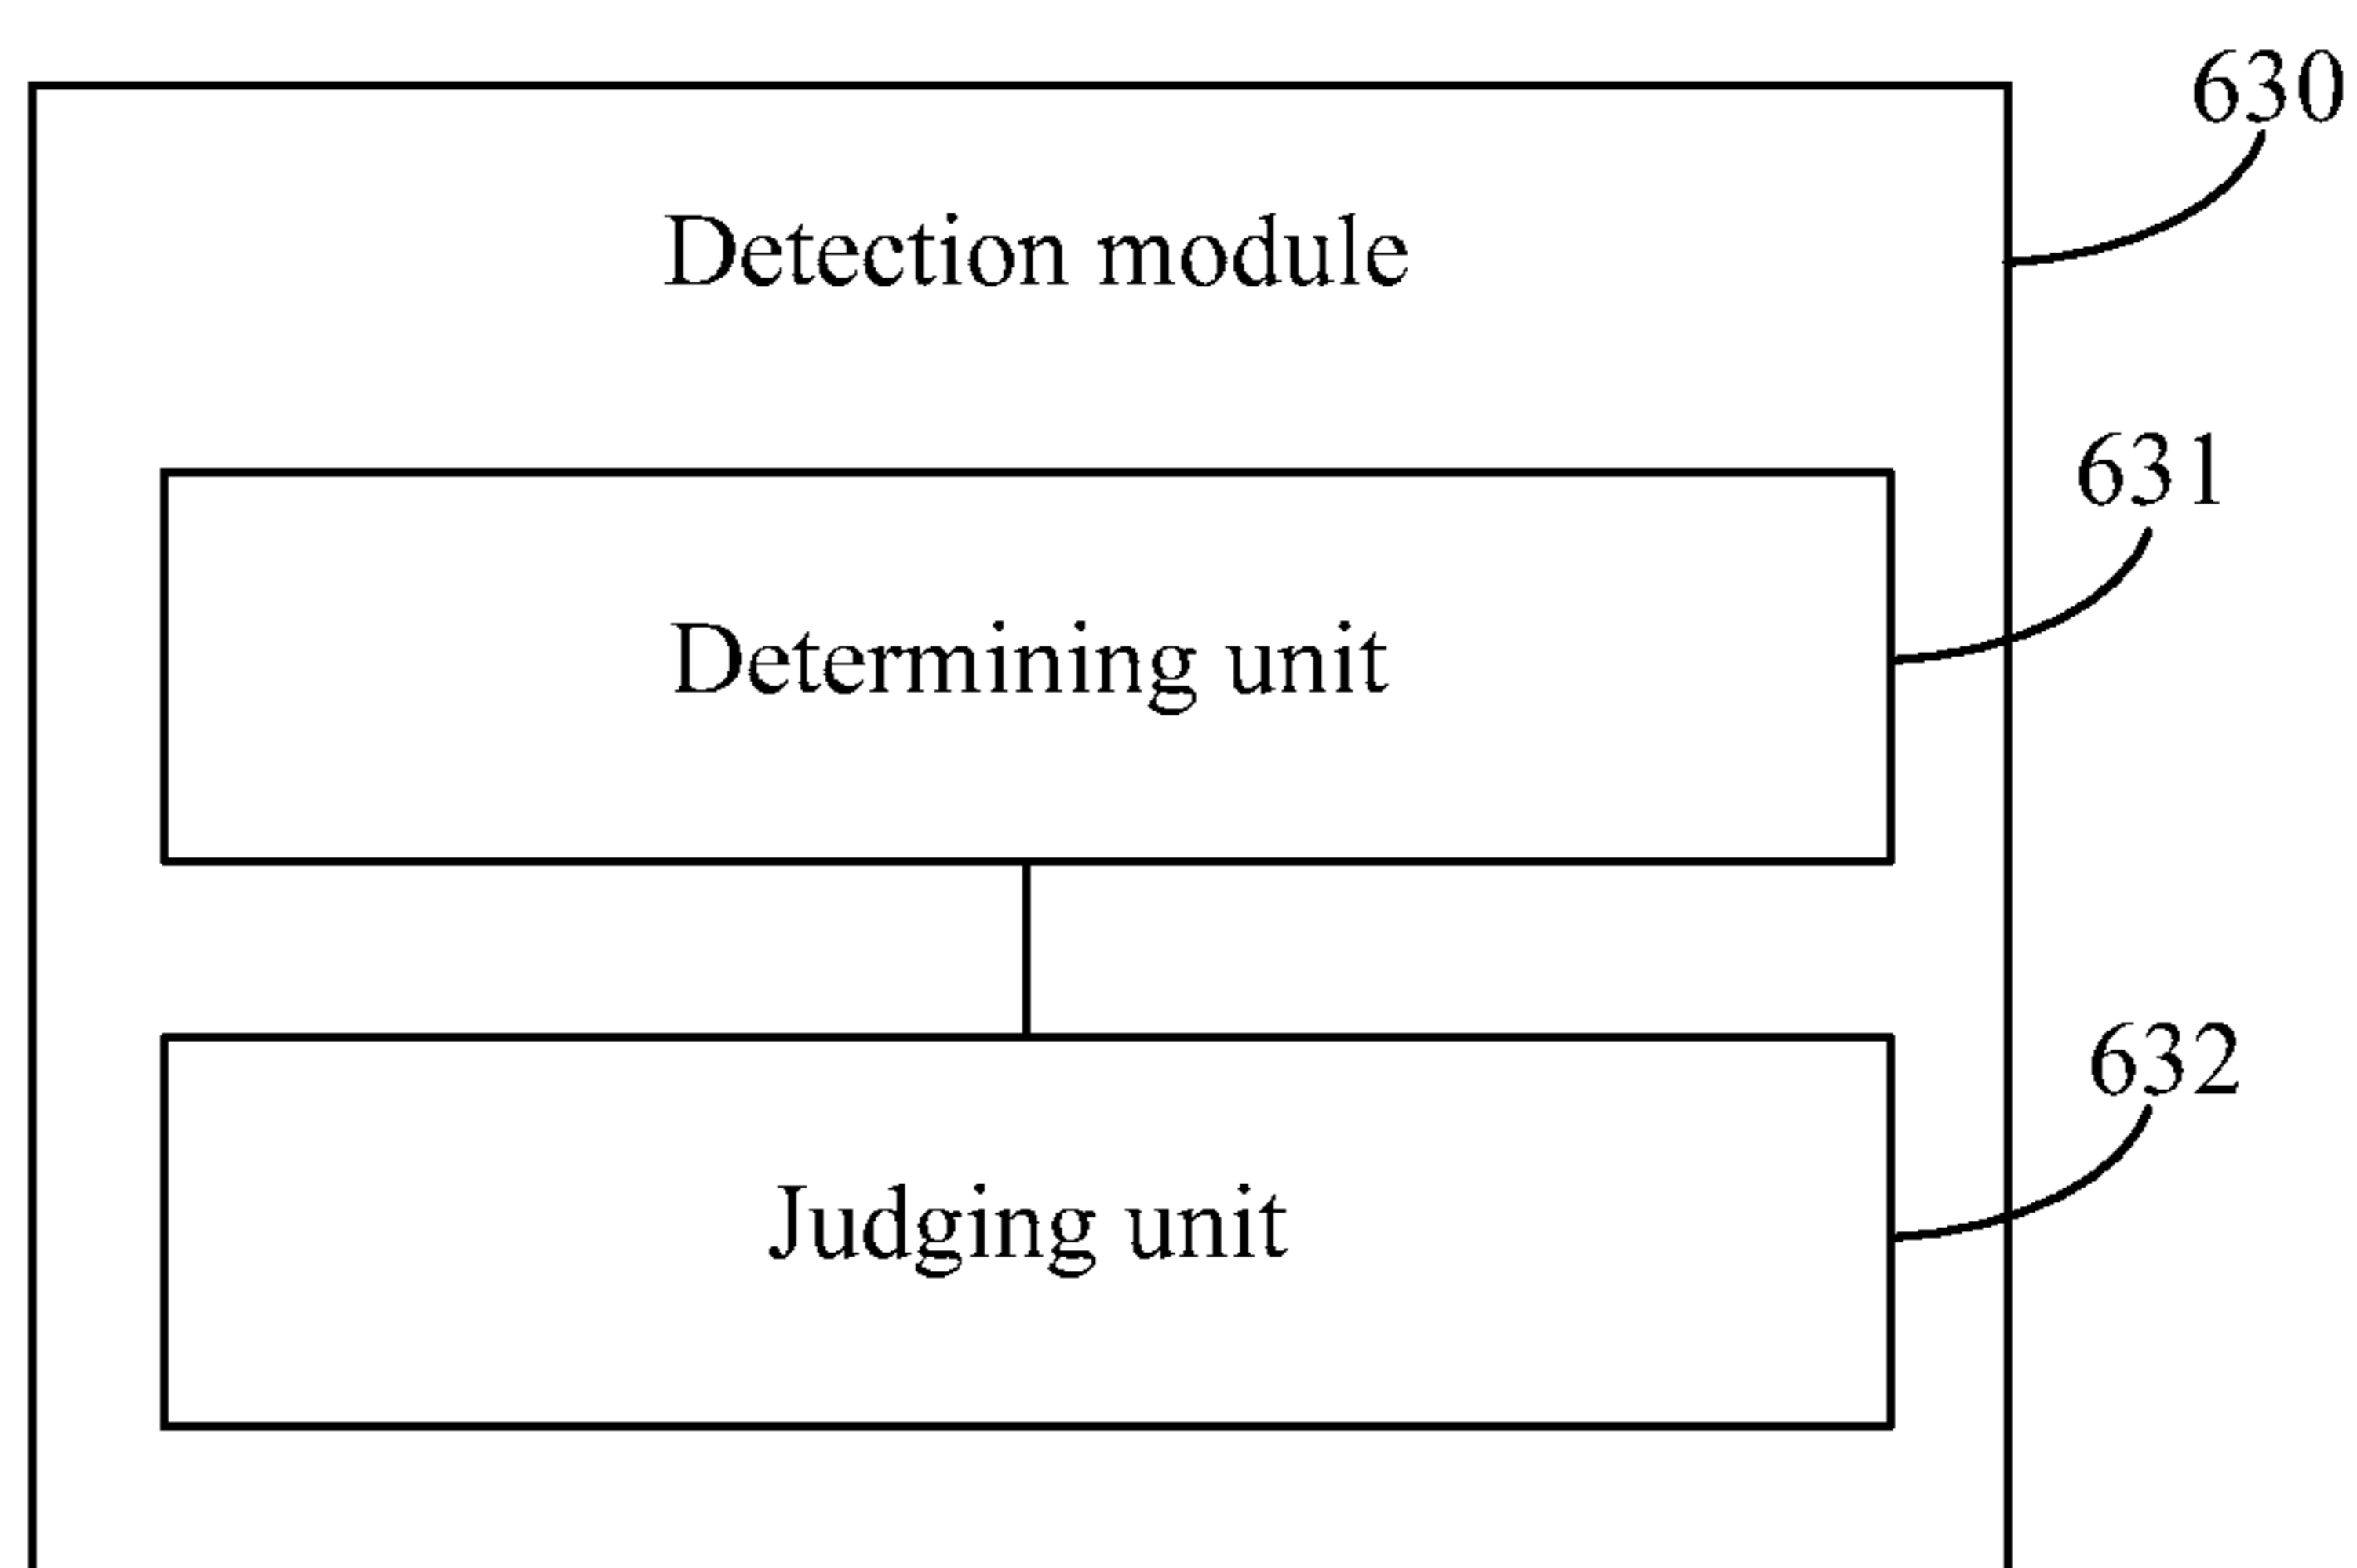 630
Detection module
631
Determining unit
632
Judging unit